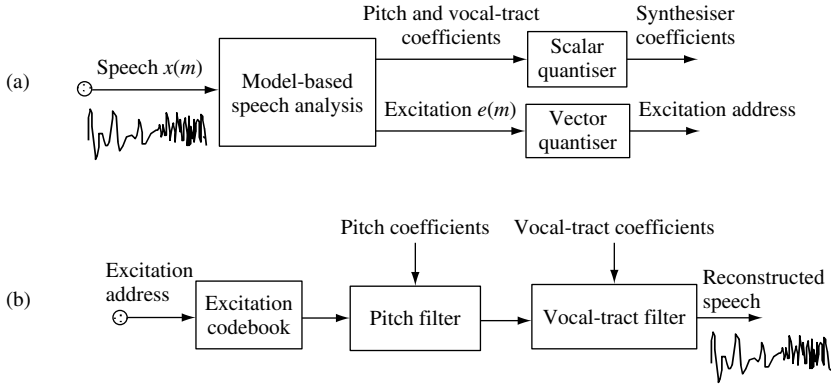 (a)
Speech x(m)
Model-based
speech analysis
Pitch and vocal-tract
coefficients
Scalar
quantiser
Synthesiser
coefficients
Excitation e(m)
Vector
quantiser
Excitation address
(b)
Excitation
address
Excitation
codebook
Pitch coefficients
Pitch filter
Vocal-tract coefficients
Vocal-tract filter
Reconstructed
speech